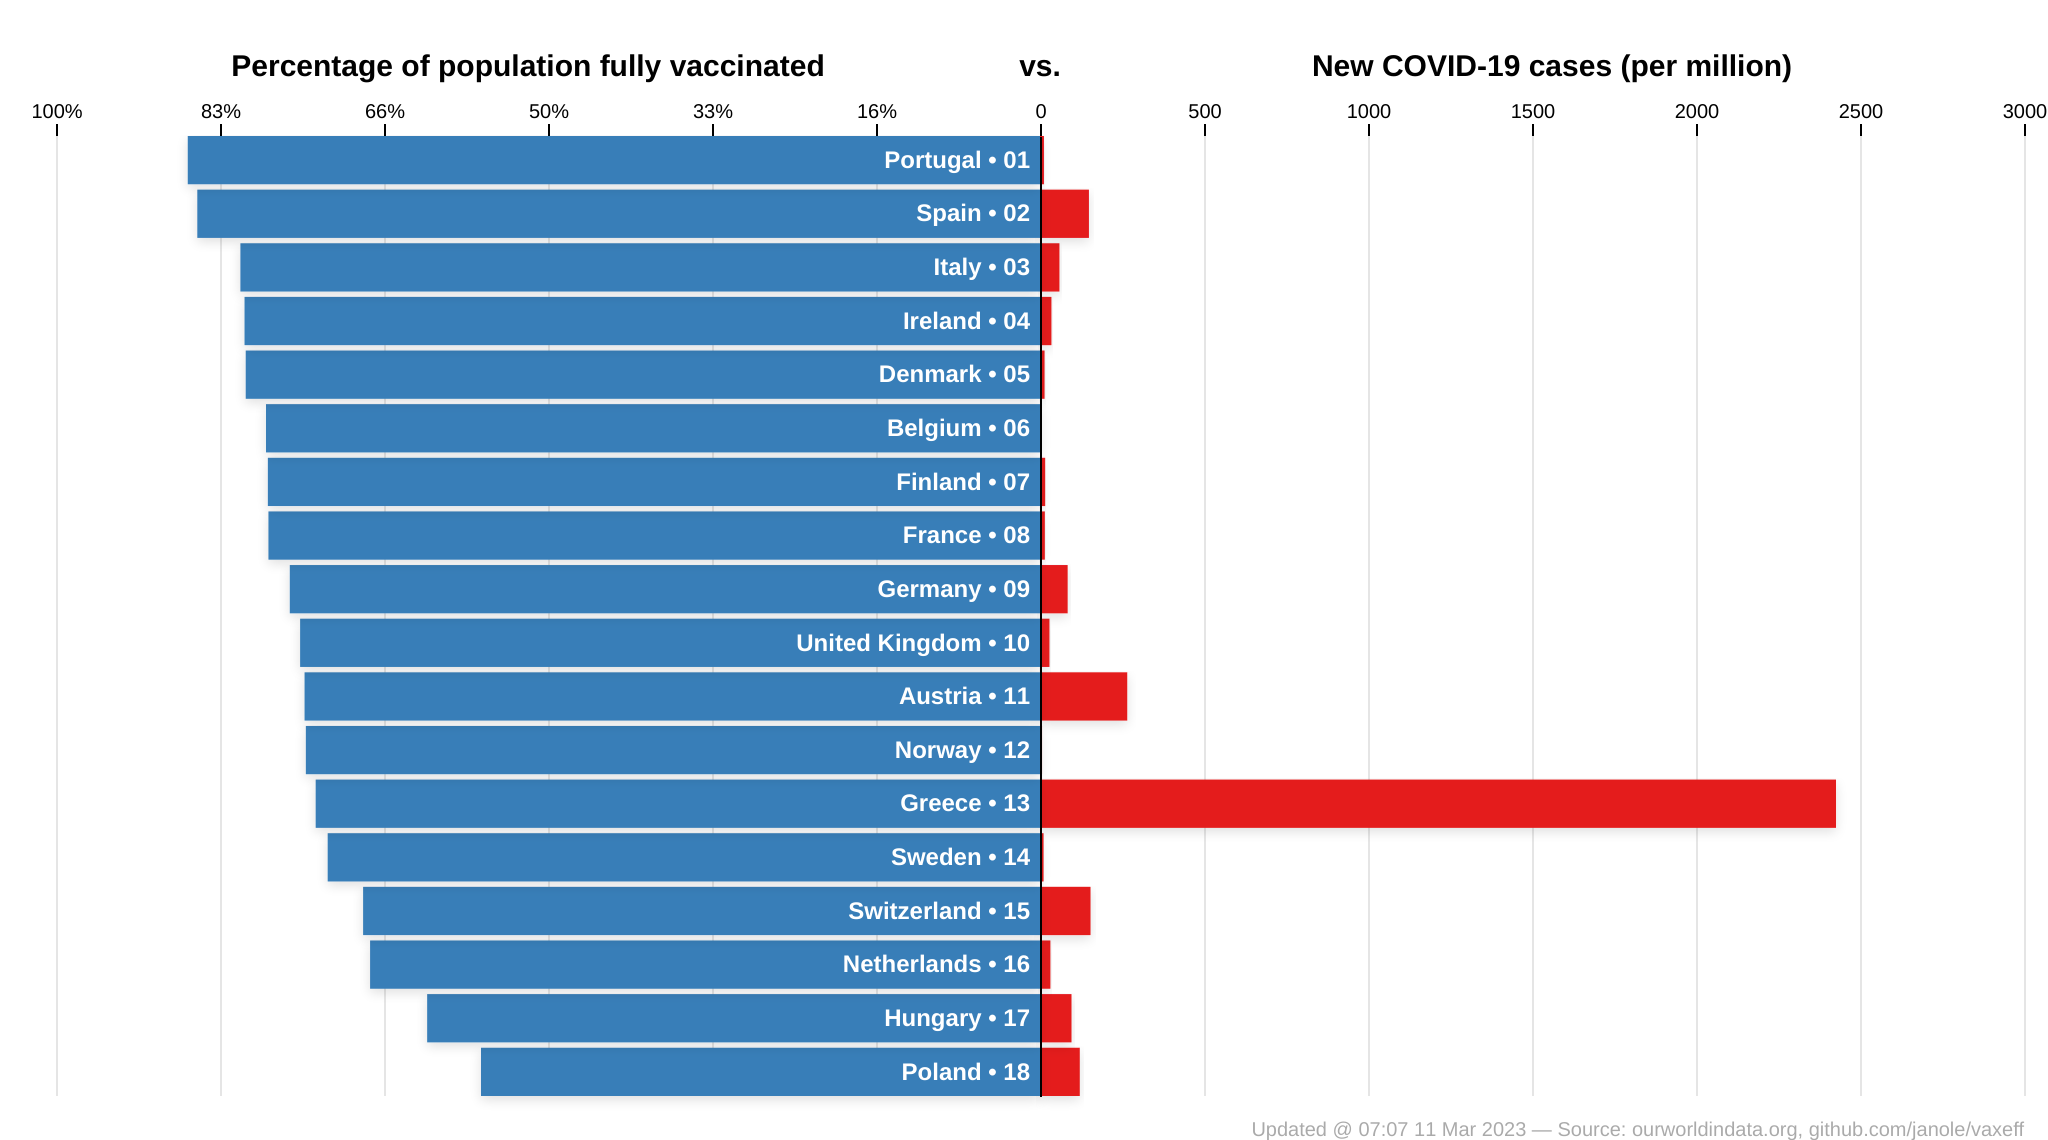 Percentage of population fully vaccinated vs. New COVID-19 cases (per million)
100% 83% 66% 50% 33% 16% 0 500 1000 1500 2000 2500 3000
Portugal • 01
Spain • 02
Italy • 03
Ireland • 04
Denmark • 05
Belgium • 06
Finland • 07
France • 08
Germany • 09
United Kingdom • 10
Austria • 11
Norway • 12
Greece • 13
Sweden • 14
Switzerland • 15
Netherlands • 16
Hungary • 17
Poland • 18
Updated @ 07:07 11 Mar 2023 — Source: ourworldindata.org, github.com/janole/vaxeff